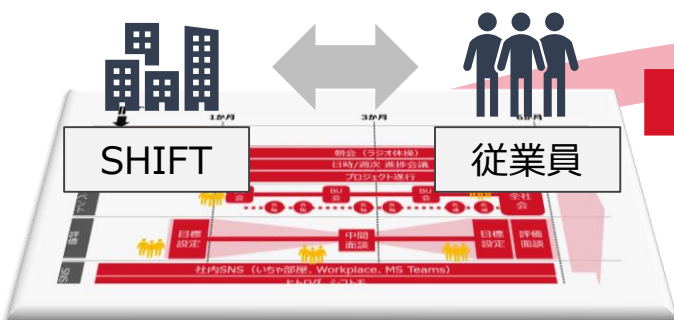 SHIFT
従業員
1か月
3か月
6か月
朝会（ラジオ体操）
日時/週次 進捗会議
プロジェクト遂行
BU会
BU会
全社会
目標設定
中間面談
目標設定
評価面談
SNS
社内SNS（いちゃ部屋、Workplace、MS Teams）